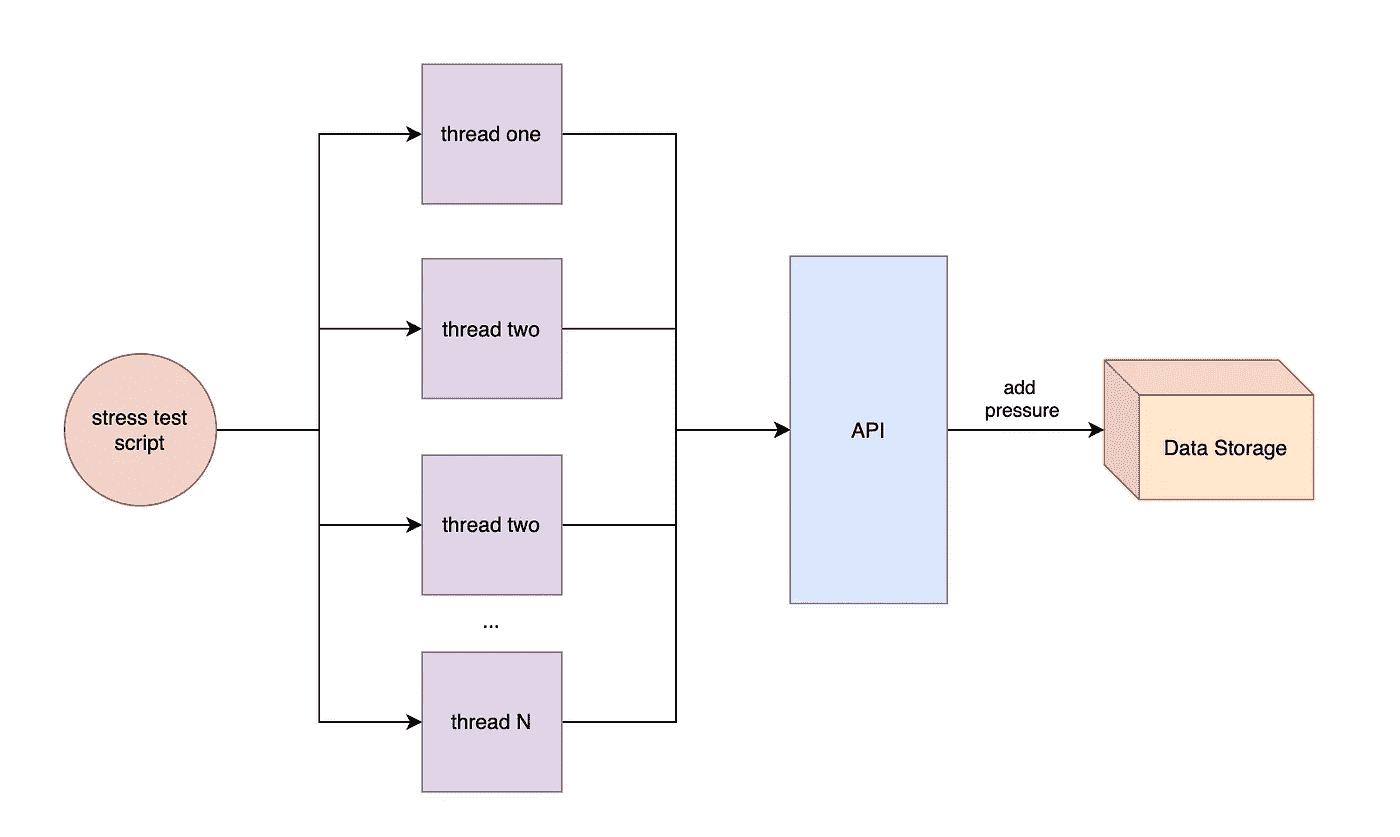 thread one
thread two
stress test
script
thread two
...
thread N
API
add
pressure
Data Storage